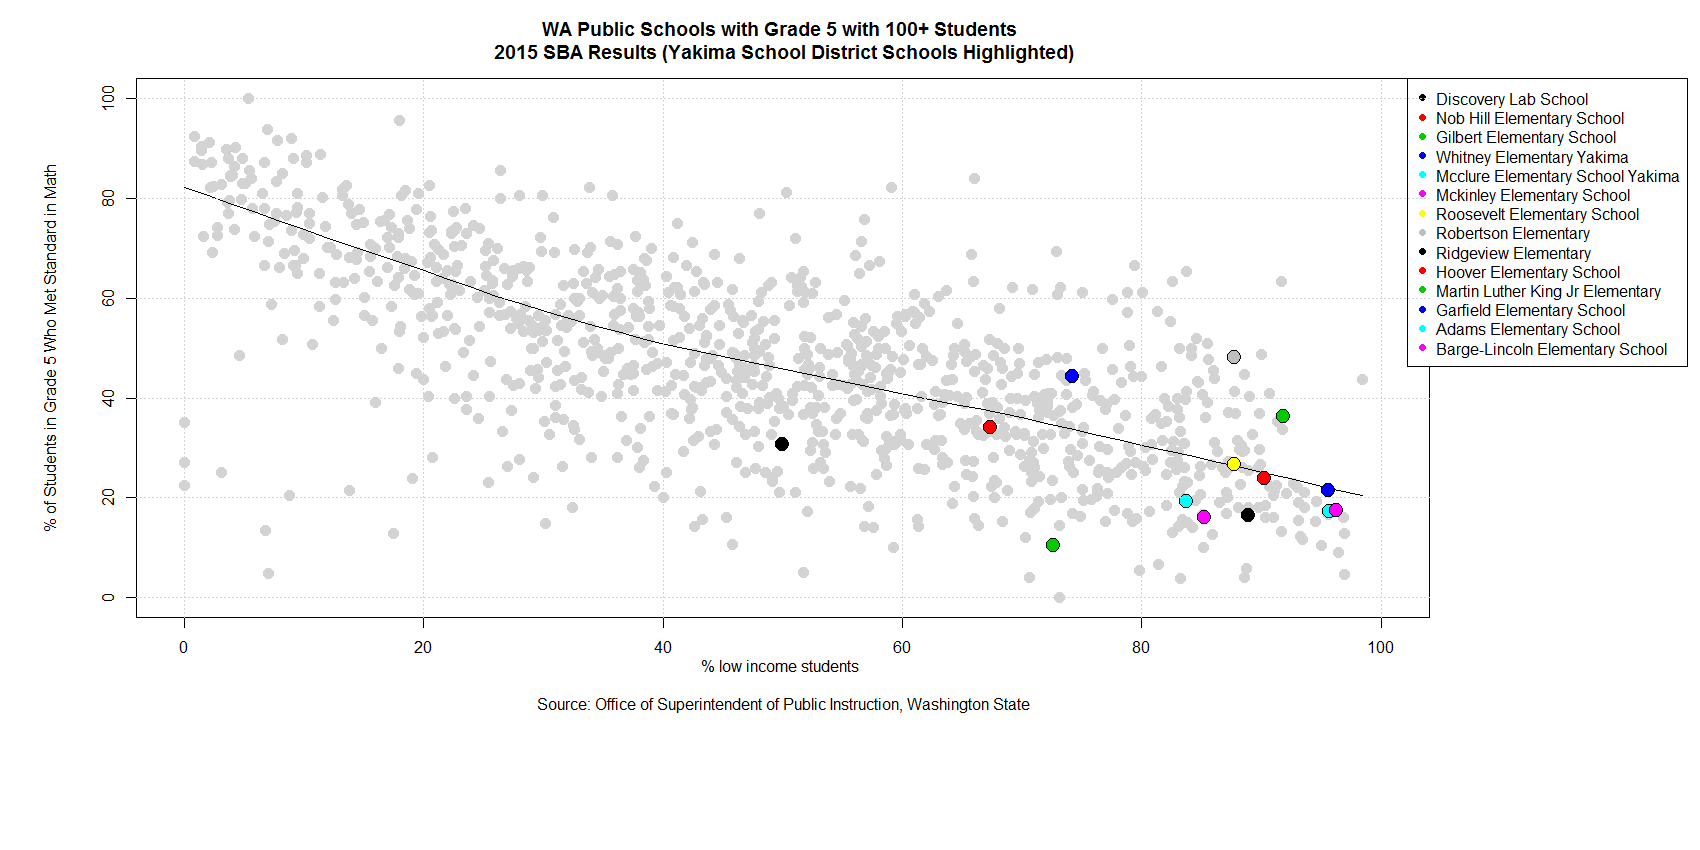 WA Public Schools with Grade 5 with 100+ Students
2015 SBA Results (Yakima School District Schools Highlighted)
% of Students in Grade 5 Who Met Standard in Math
100
80
60
40
20
0
0
20
40
60
80
100
% low income students
Source: Office of Superintendent of Public Instruction, Washington State
Discovery Lab School
Nob Hill Elementary School
Gilbert Elementary School
Whitney Elementary Yakima
Mcclure Elementary School Yakima
Mckinley Elementary School
Roosevelt Elementary School
Robertson Elementary
Ridgeview Elementary
Hoover Elementary School
Martin Luther King Jr Elementary
Garfield Elementary School
Adams Elementary School
Barge-Lincoln Elementary School